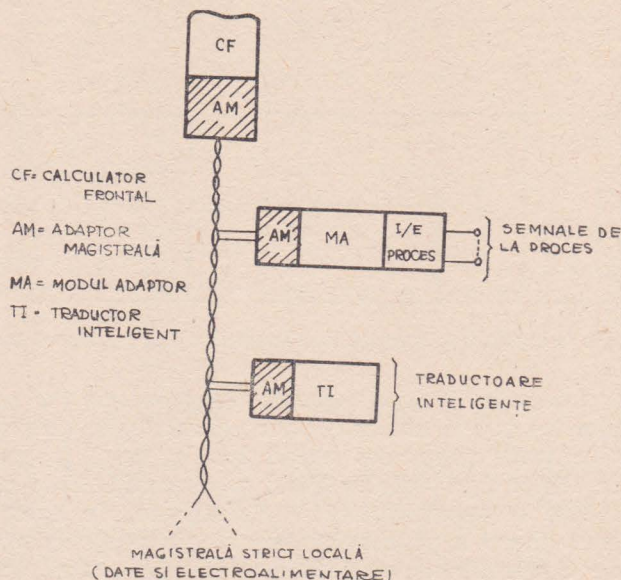 CF
AM
CF= CALCULATOR
FRONTAL
AM= ADAPTOR
MAGISTRALĂ
MA= MODUL ADAPTOR
TI - TRADUCTOR
INTELIGENT
AM
MA
I/E
PROCES
SEMNALE DE
LA PROCES
AM
TI
TRADUCTOARE
INTELIGENTE
MAGISTRALĂ STRICT LOCALĂ
(DATE SI ELECTROALIMENTARE)